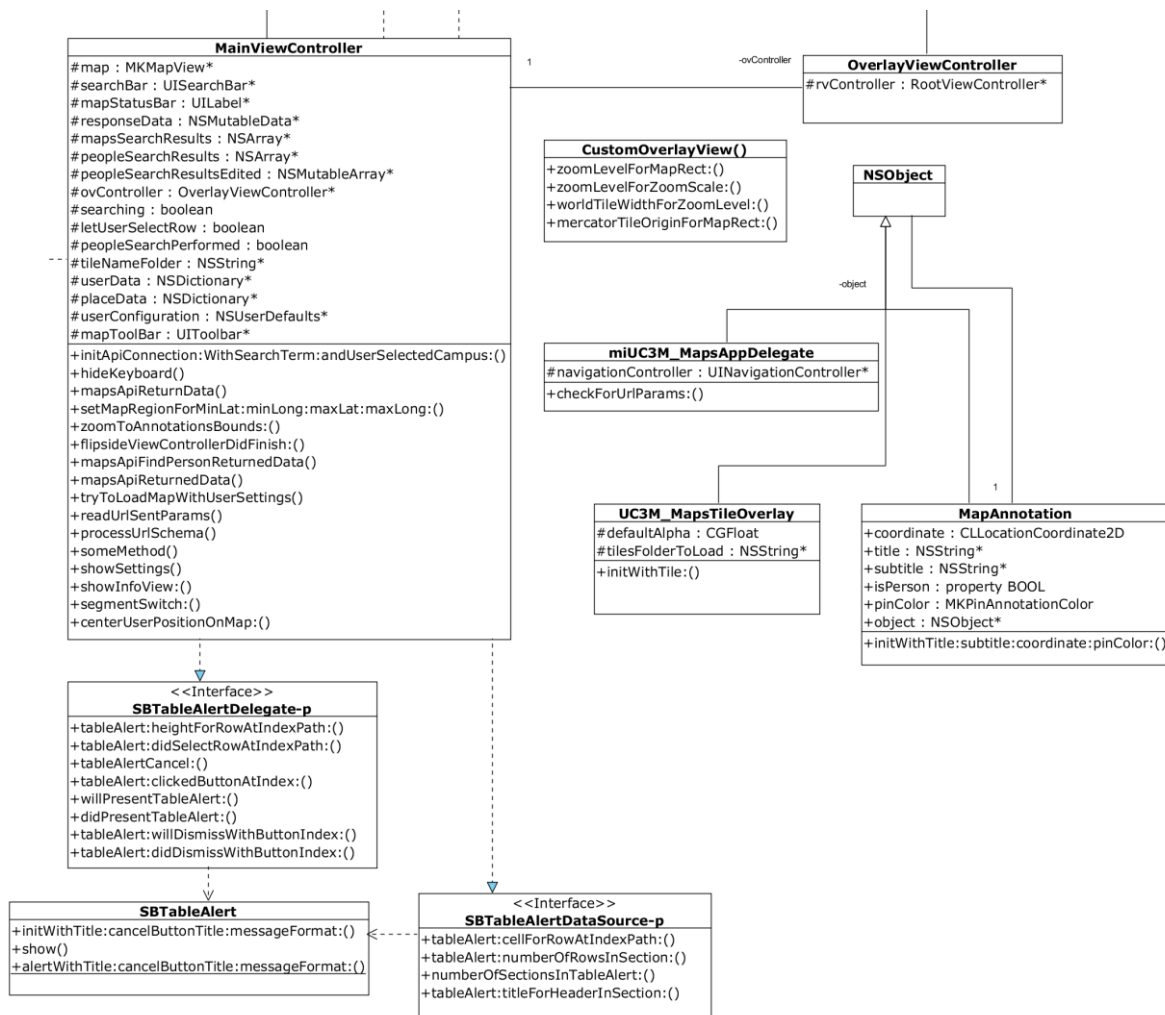 MainViewController
#map : MKMapView*
#searchBar : UISearchBar*
#mapStatusBar : UILabel*
#responseData : NSMutableData*
#mapsSearchResults : NSArray*
#peopleSearchResults : NSArray*
#peopleSearchResultsEdited : NSMutableArray*
#ovController : OverlayViewController*
#searching : boolean
#letUserSelectRow : boolean
#peopleSearchPerformed : boolean
#tileNameFolder : NSString*
#userData : NSDictionary*
#placeData : NSDictionary*
#userConfiguration : NSUserDefaults*
#mapToolBar : UIToolbar*
+initApiConnection:WithSearchTerm:andUserSelectedCampus:()
+hideKeyboard()
+mapsApiReturnData()
+setMapRegionForMinLat:minLong:maxLat:maxLong:()
+zoomToAnnotationsBounds:()
+flipsideViewControllerDidFinish:()
+mapsApiFindPersonReturnedData()
+mapsApiReturnedData()
+tryToLoadMapWithUserSettings()
+readUrlSentParams()
+processUrlSchema()
+someMethod()
+showSettings()
+showInfoView:()
+segmentSwitch:()
+centerUserPositionOnMap:()
1
-ovController
OverlayViewController
#rvController : RootViewController*
CustomOverlayView()
+zoomLevelForMapRect:()
+zoomLevelForZoomScale:()
+worldTileWidthForZoomLevel:()
+mercatorTileOriginForMapRect:()
NSObject
-object
miUC3M_MapsAppDelegate
#navigationController : UINavigationController*
+checkForUrlParams:()
1
UC3M_MapsTileOverlay
#defaultAlpha : CGFloat
#tilesFolderToLoad : NSString*
+initWithTile:()
MapAnnotation
+coordinate : CLLocationCoordinate2D
+title : NSString*
+subtitle : NSString*
+isPerson : property BOOL
+pinColor : MKPinAnnotationColor
+object : NSObject*
+initWithTitle:subtitle:coordinate:pinColor:()
<<Interface>>
SBTableAlertDelegate-p
+tableAlert:heightForRowAtIndexPath:()
+tableAlert:didSelectRowAtIndexPath:()
+tableAlertCancel:()
+tableAlert:clickedButtonAtIndex:()
+willPresentTableAlert:()
+didPresentTableAlert:()
+tableAlert:willDismissWithButtonIndex:()
+tableAlert:didDismissWithButtonIndex:()
SBTableAlert
+initWithTitle:cancelButtonTitle:messageFormat:()
+show()
+alertWithTitle:cancelButtonTitle:messageFormat:()
<<Interface>>
SBTableAlertDataSource-p
+tableAlert:cellForRowAtIndexPath:()
+tableAlert:numberOfRowsInSection:()
+numberOfSectionsInTableAlert:()
+tableAlert:titleForHeaderInSection:()